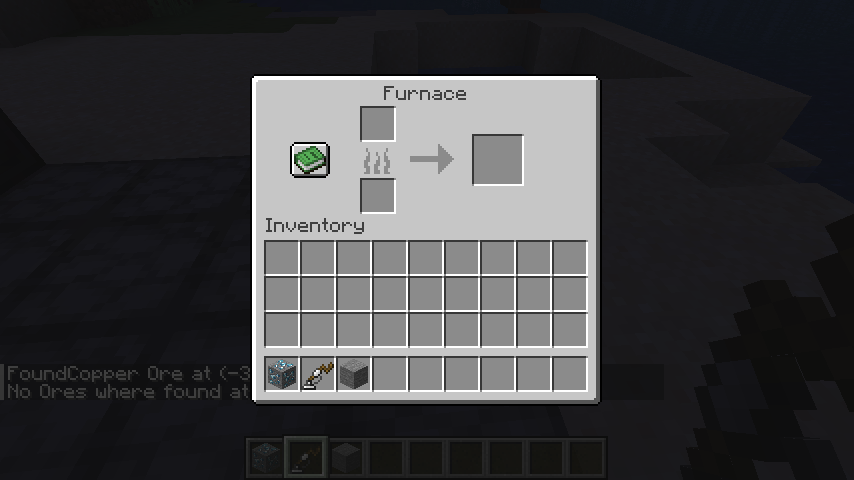 Furnace
Inventory
FoundCopper Ore at (-3
No Ores where found at